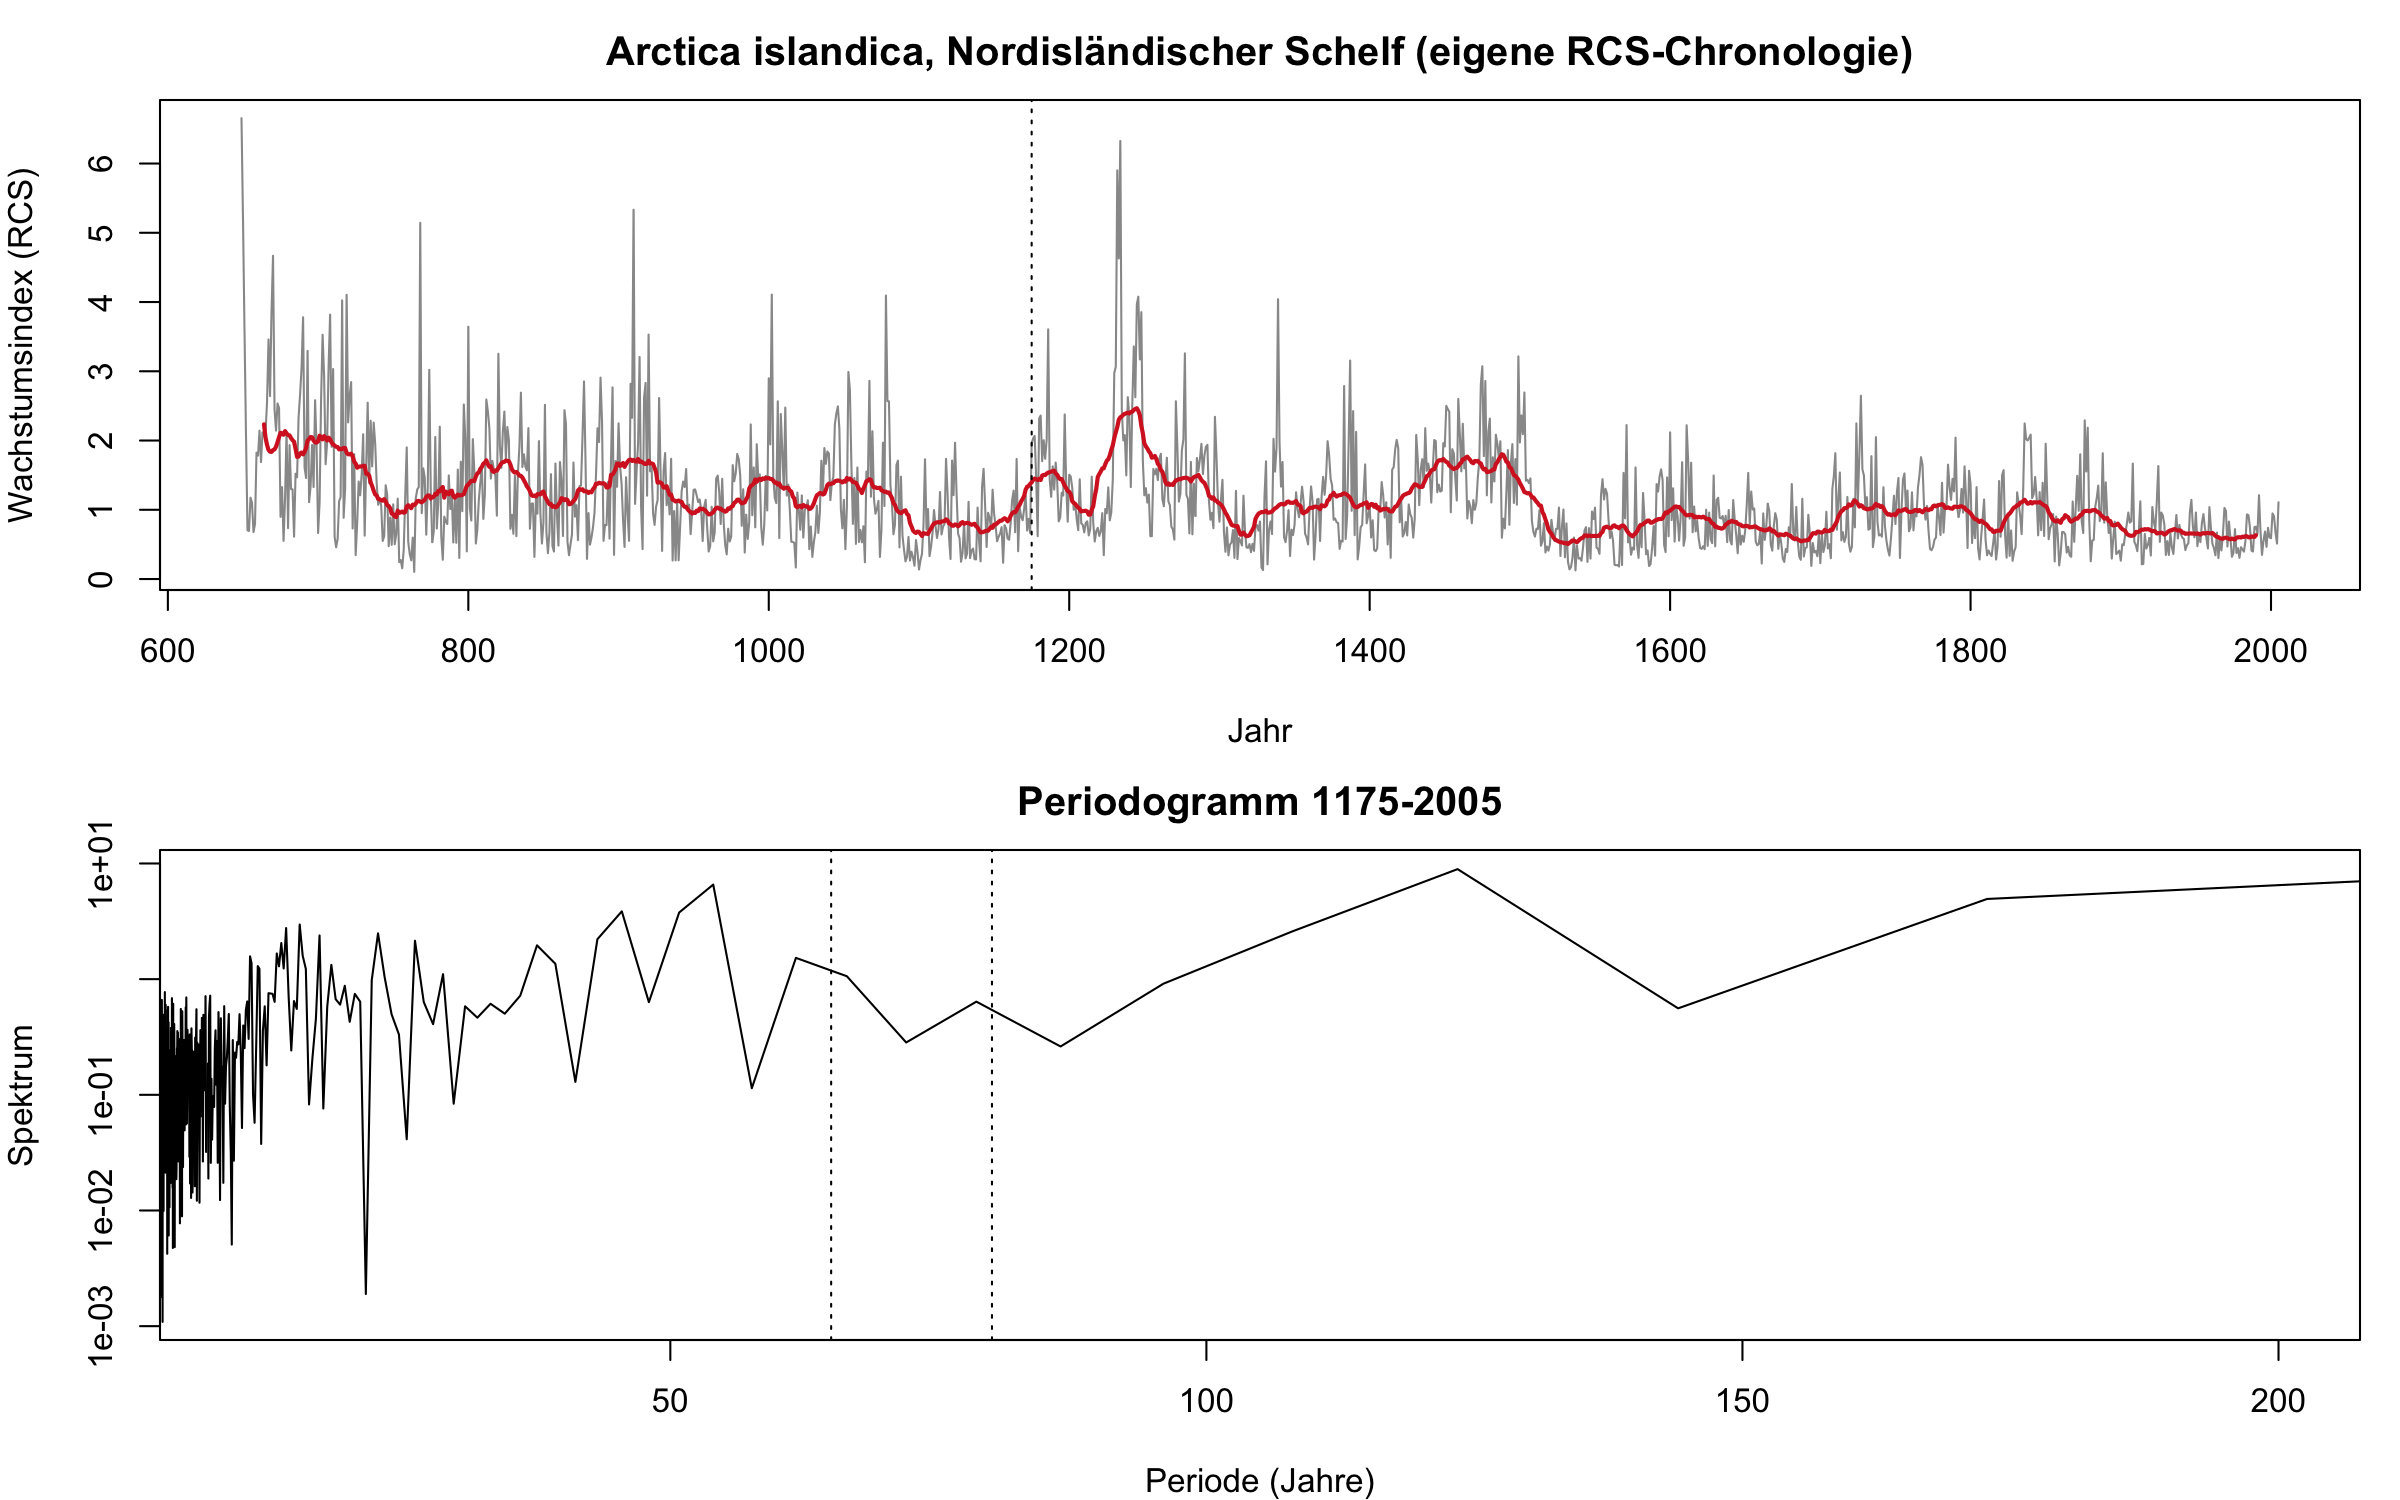 Arctica islandica, Nordisländischer Schelf (eigene RCS-Chronologie)
Wachstumsindex (RCS)
6
5
4
3
2
1
0
600 800 1000 1200 1400 1600 1800 2000
Jahr
Periodogramm 1175-2005
Spektrum
1e+01
1e-01
1e-02
1e-03
50 100 150 200
Periode (Jahre)